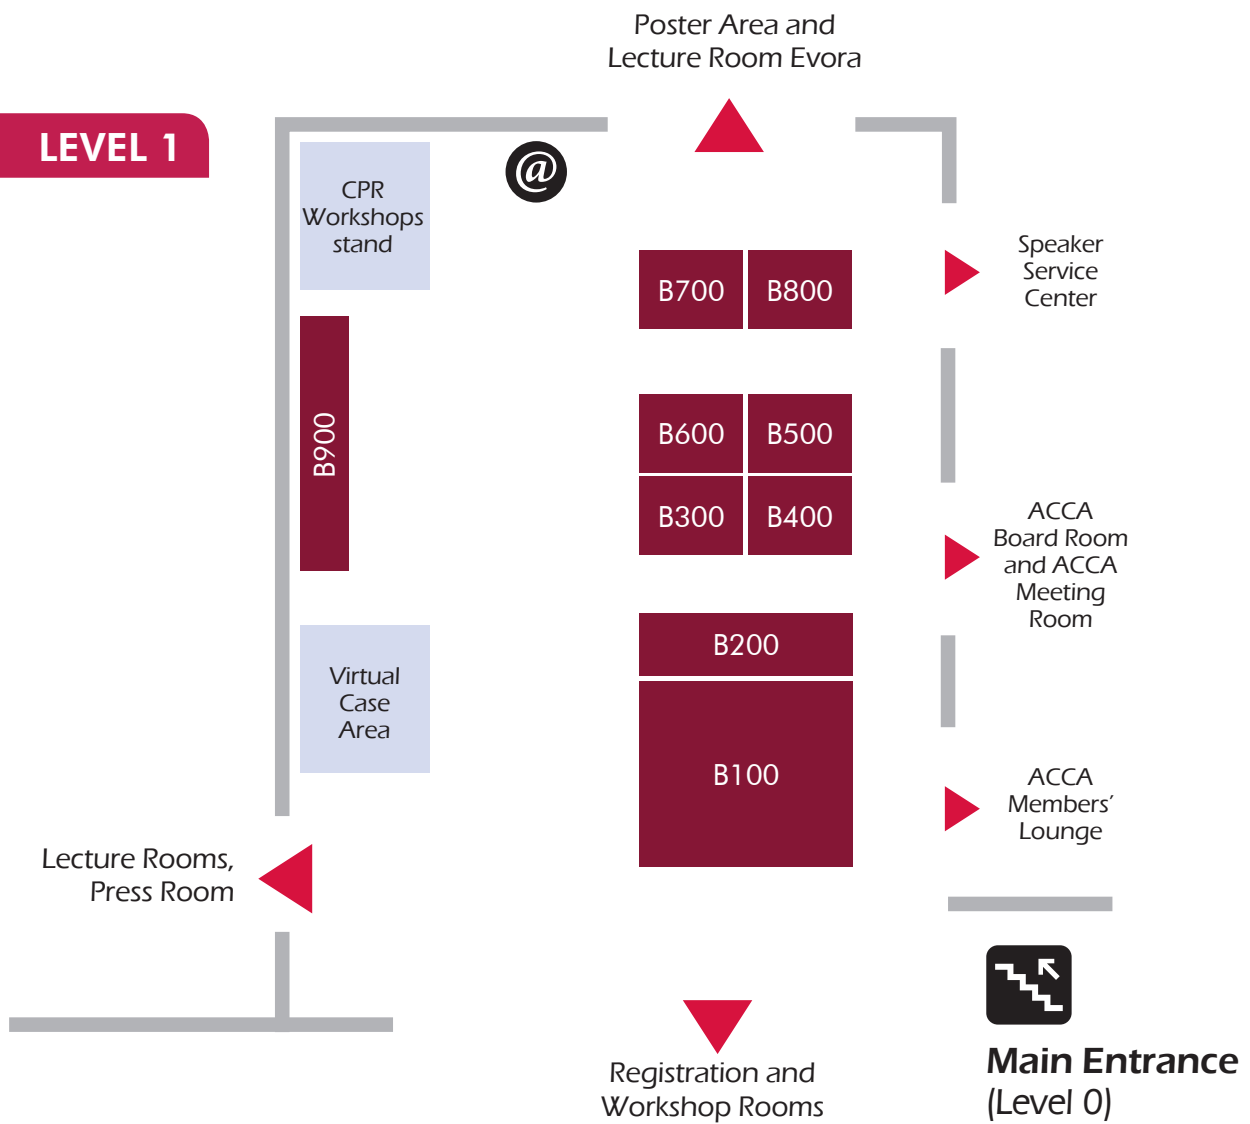 Poster Area and
Lecture Room Evora
LEVEL 1
@
CPR
Workshops
stand
Speaker
Service
Center
B700
B800
B900
B600
B500
B300
B400
ACCA
Board Room
and ACCA
Meeting
Room
B200
Virtual
Case
Area
B100
ACCA
Members’
Lounge
Lecture Rooms,
Press Room
Registration and
Workshop Rooms
Main Entrance
(Level 0)